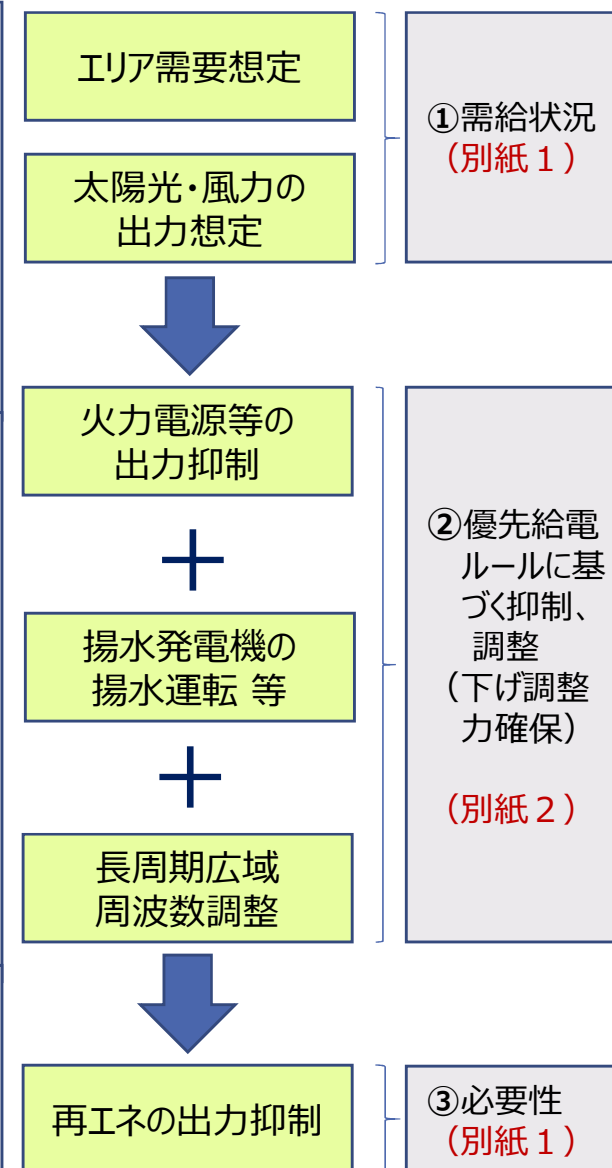 エリア需要想定
太陽光・風力の
出力想定
①需給状況
（別紙１）
火力電源等の
出力抑制
＋
揚水発電機の
揚水運転 等
＋
長周期広域
周波数調整
②優先給電
ルールに基
づく抑制、
調整
（下げ調整
力確保）
（別紙２）
再エネの出力抑制
③必要性
（別紙１）